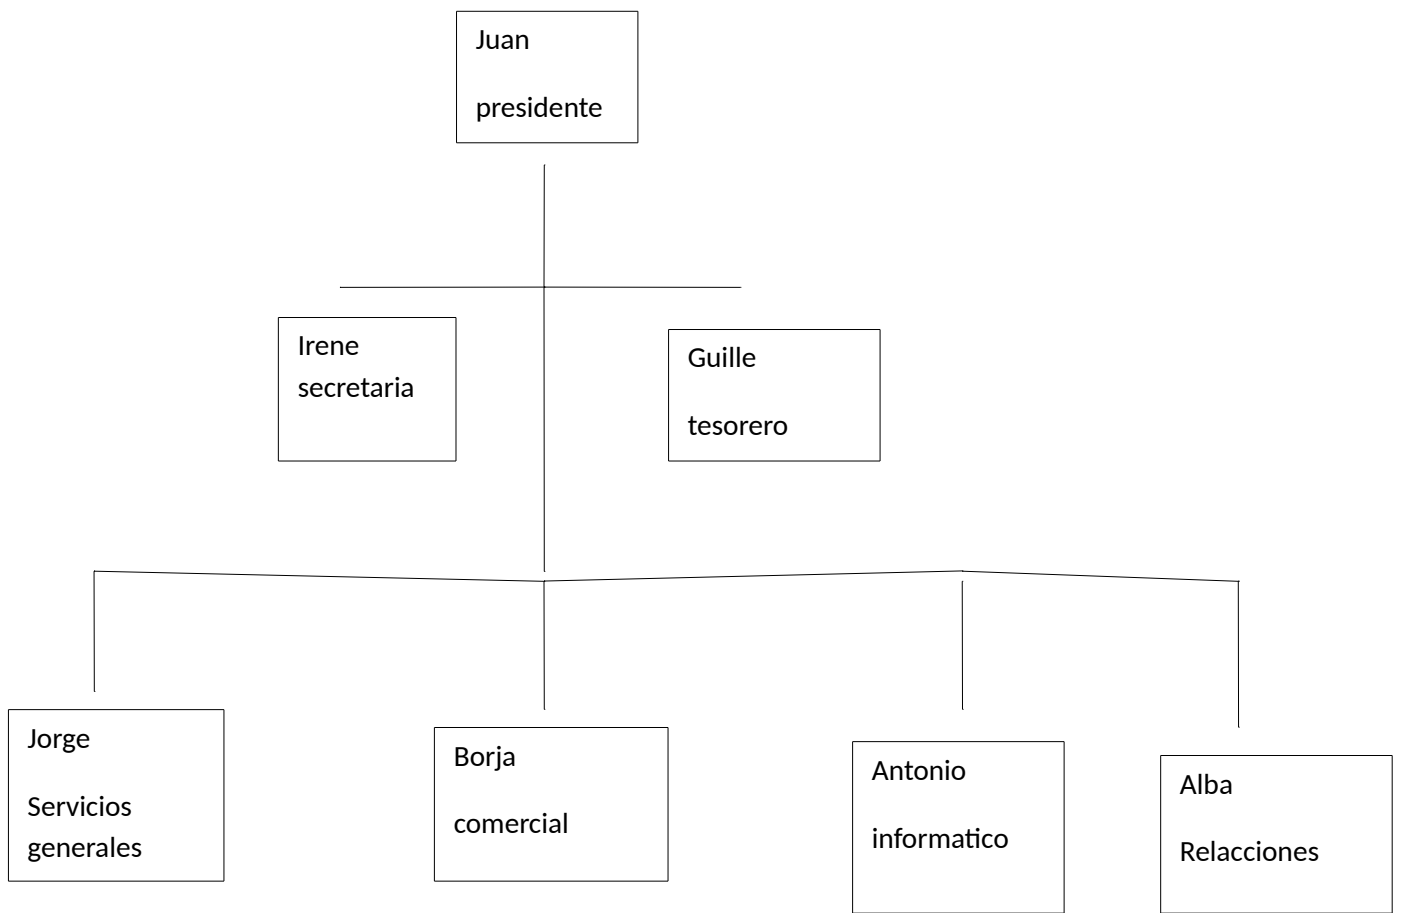 Juan
presidente
Irene
secretaria
Guille
tesorero
Jorge
Servicios
generales
Borja
comercial
Antonio
informatico
Alba
Relacciones